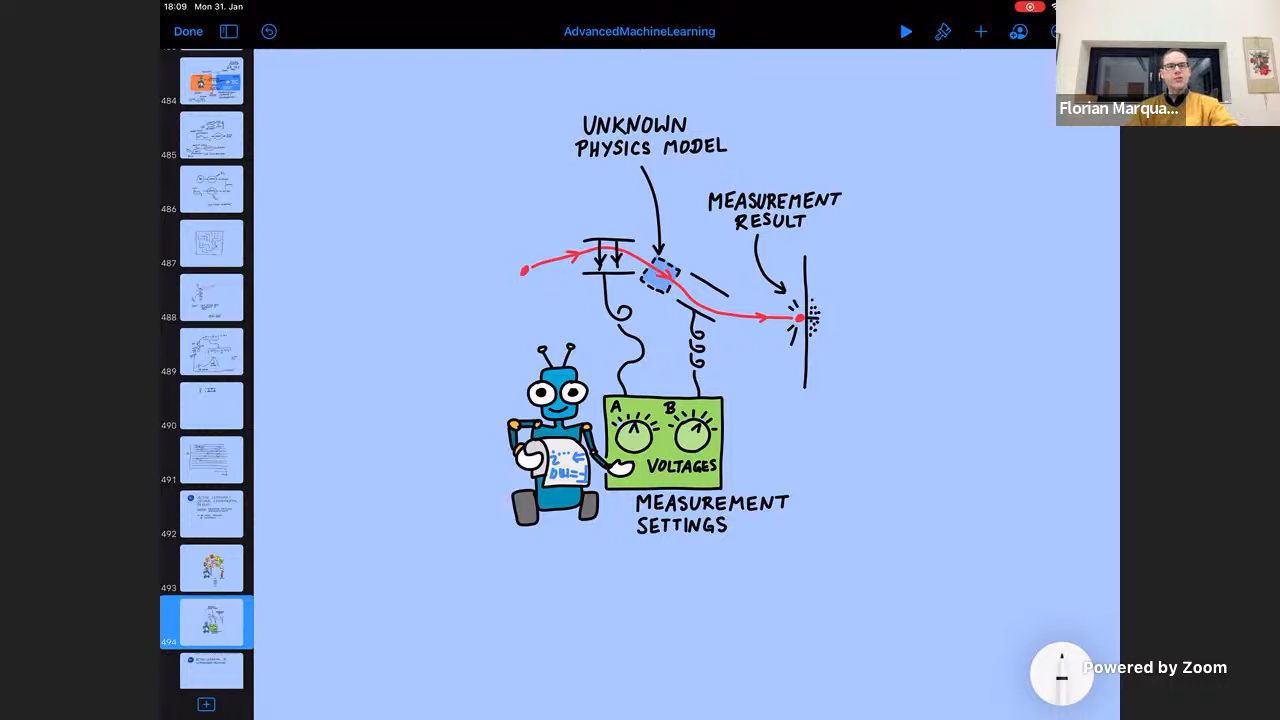 18:09 Mon 31. Jan
Done
AdvancedMachineLearning
Florian Marqua...
484
485
486
487
488
489
490
491
492
493
494
UNKNOWN
PHYSICS MODEL
MEASUREMENT
RESULT
A
B
VOLTAGES
MEASUREMENT
SETTINGS
Powered by Zoom